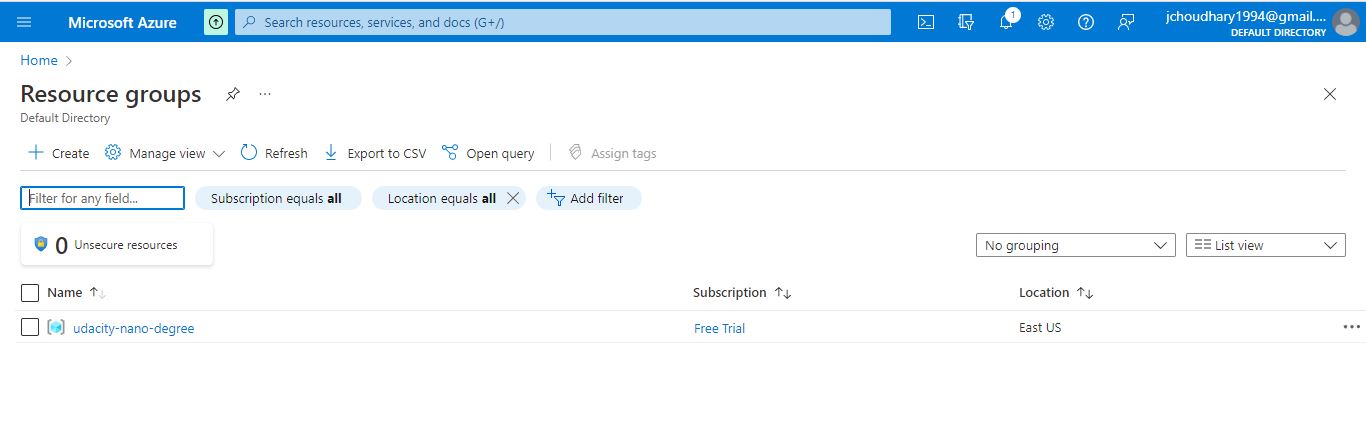 Microsoft Azure Search resources, services, and docs (G+/) 1 jchoudhary1994@gmail....
DEFAULT DIRECTORY
Home >
Resource groups ...
Default Directory
Create Manage view Refresh Export to CSV Open query Assign tags
Filter for any field... Subscription equals all Location equals all Add filter
0 Unsecure resources No grouping List view
Name Subscription Location
udacity-nano-degree Free Trial East US